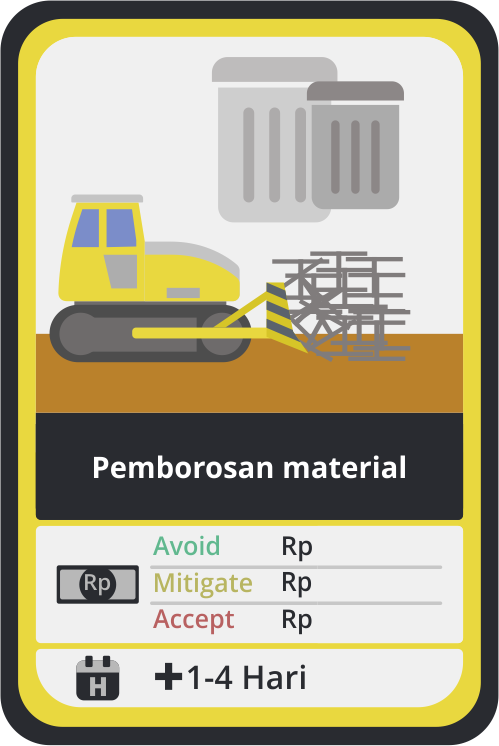 Pemborosan material
Avoid Rp
Rp Mitigate Rp
Accept Rp
H +1-4 Hari